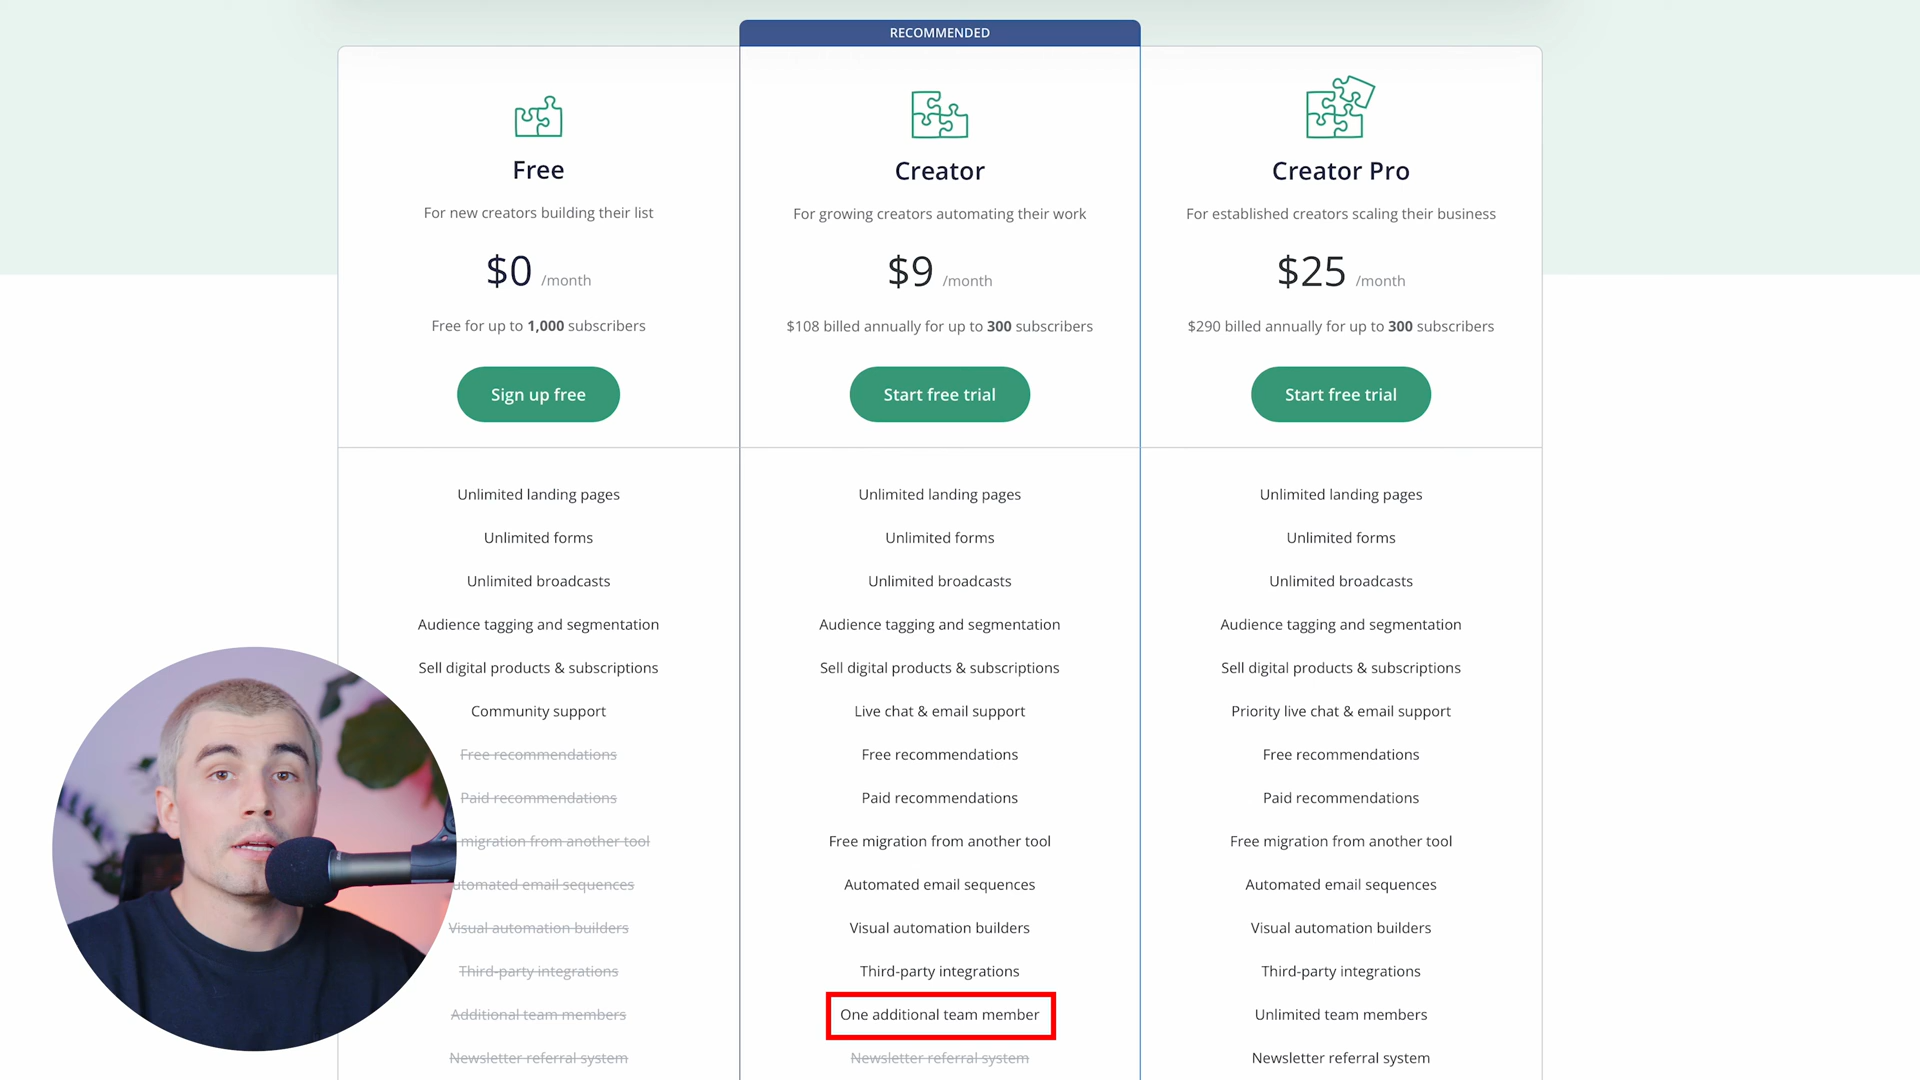 RECOMMENDED
Free
For new creators building their list
$0 /month
Free for up to 1,000 subscribers
Sign up free
Unlimited landing pages
Unlimited forms
Unlimited broadcasts
Audience tagging and segmentation
Sell digital products & subscriptions
Community support
Free recommendations
Paid recommendations
migration from another tool
utomated email sequences
Visual automation builders
Third-party integrations
Additional team members
Newsletter referral system
Creator
For growing creators automating their work
$9 /month
$108 billed annually for up to 300 subscribers
Start free trial
Unlimited landing pages
Unlimited forms
Unlimited broadcasts
Audience tagging and segmentation
Sell digital products & subscriptions
Live chat & email support
Free recommendations
Paid recommendations
Free migration from another tool
Automated email sequences
Visual automation builders
Third-party integrations
One additional team member
Newsletter referral system
Creator Pro
For established creators scaling their business
$25 /month
$290 billed annually for up to 300 subscribers
Start free trial
Unlimited landing pages
Unlimited forms
Unlimited broadcasts
Audience tagging and segmentation
Sell digital products & subscriptions
Priority live chat & email support
Free recommendations
Paid recommendations
Free migration from another tool
Automated email sequences
Visual automation builders
Third-party integrations
Unlimited team members
Newsletter referral system